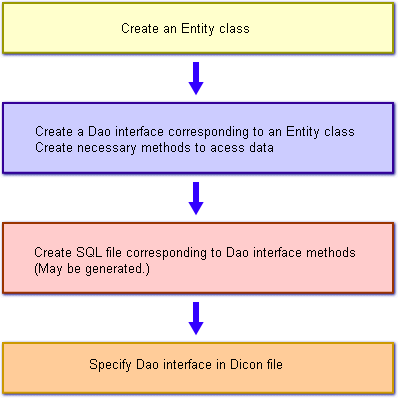 Create an Entity class
Create a Dao interface corresponding to an Entity class
Create necessary methods to acess data
Create SQL file corresponding to Dao interface methods
(May be generated.)
Specify Dao interface in Dicon file